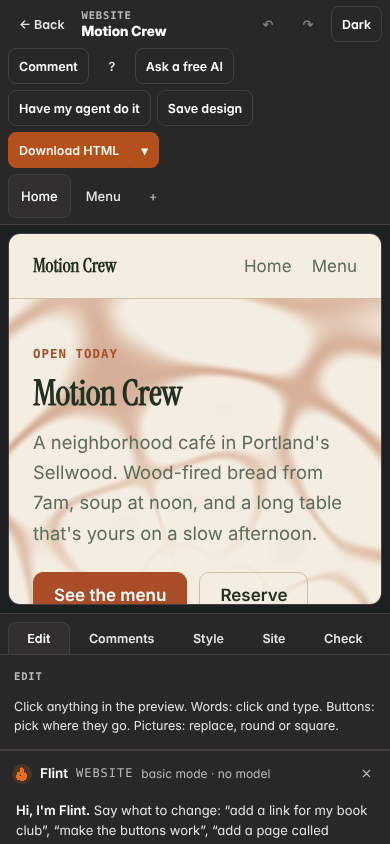 ← Back
WEBSITE
Motion Crew
↶ ↷ Dark
Comment ? Ask a free AI
Have my agent do it Save design
Download HTML ▾
Home Menu +
Motion Crew Home Menu
OPEN TODAY
Motion Crew
A neighborhood café in Portland's
Sellwood. Wood-fired bread from
7am, soup at noon, and a long table
that's yours on a slow afternoon.
See the menu Reserve
Edit Comments Style Site Check
EDIT
Click anything in the preview. Words: click and type. Buttons:
pick where they go. Pictures: replace, round or square.
Flint WEBSITE basic mode · no model ×
Hi, I'm Flint. Say what to change: “add a link for my book
club”, “make the buttons work”, “add a page called